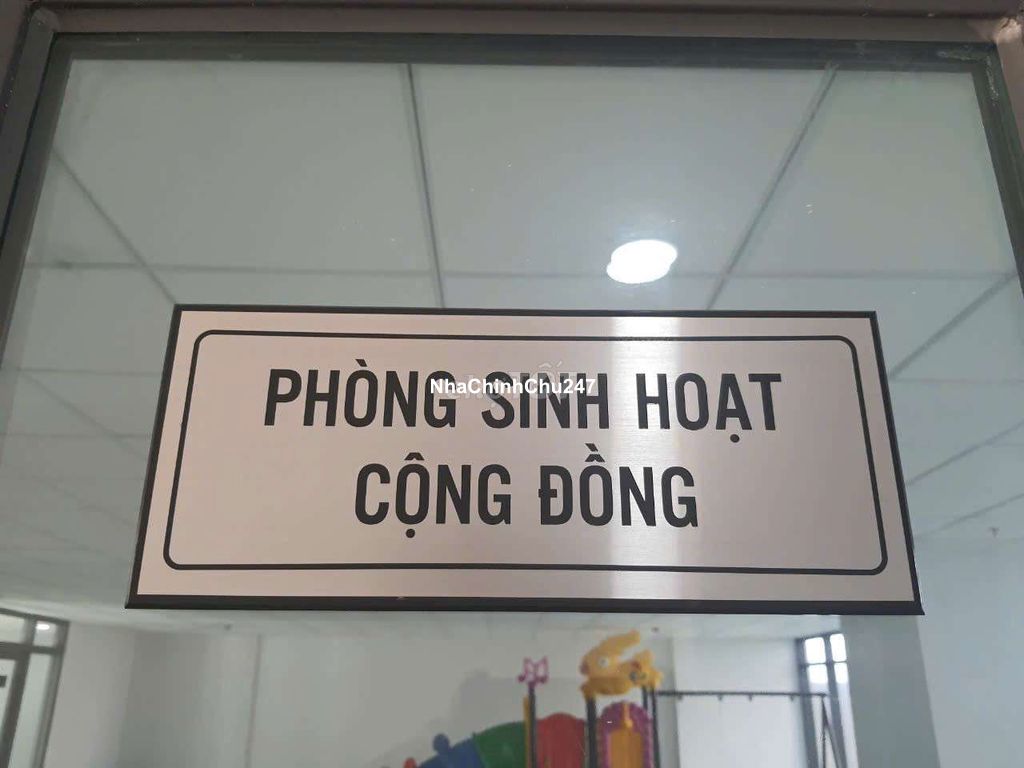 PHÒNG SINH HOẠT
NhaChinhChu247
CỘNG ĐỒNG